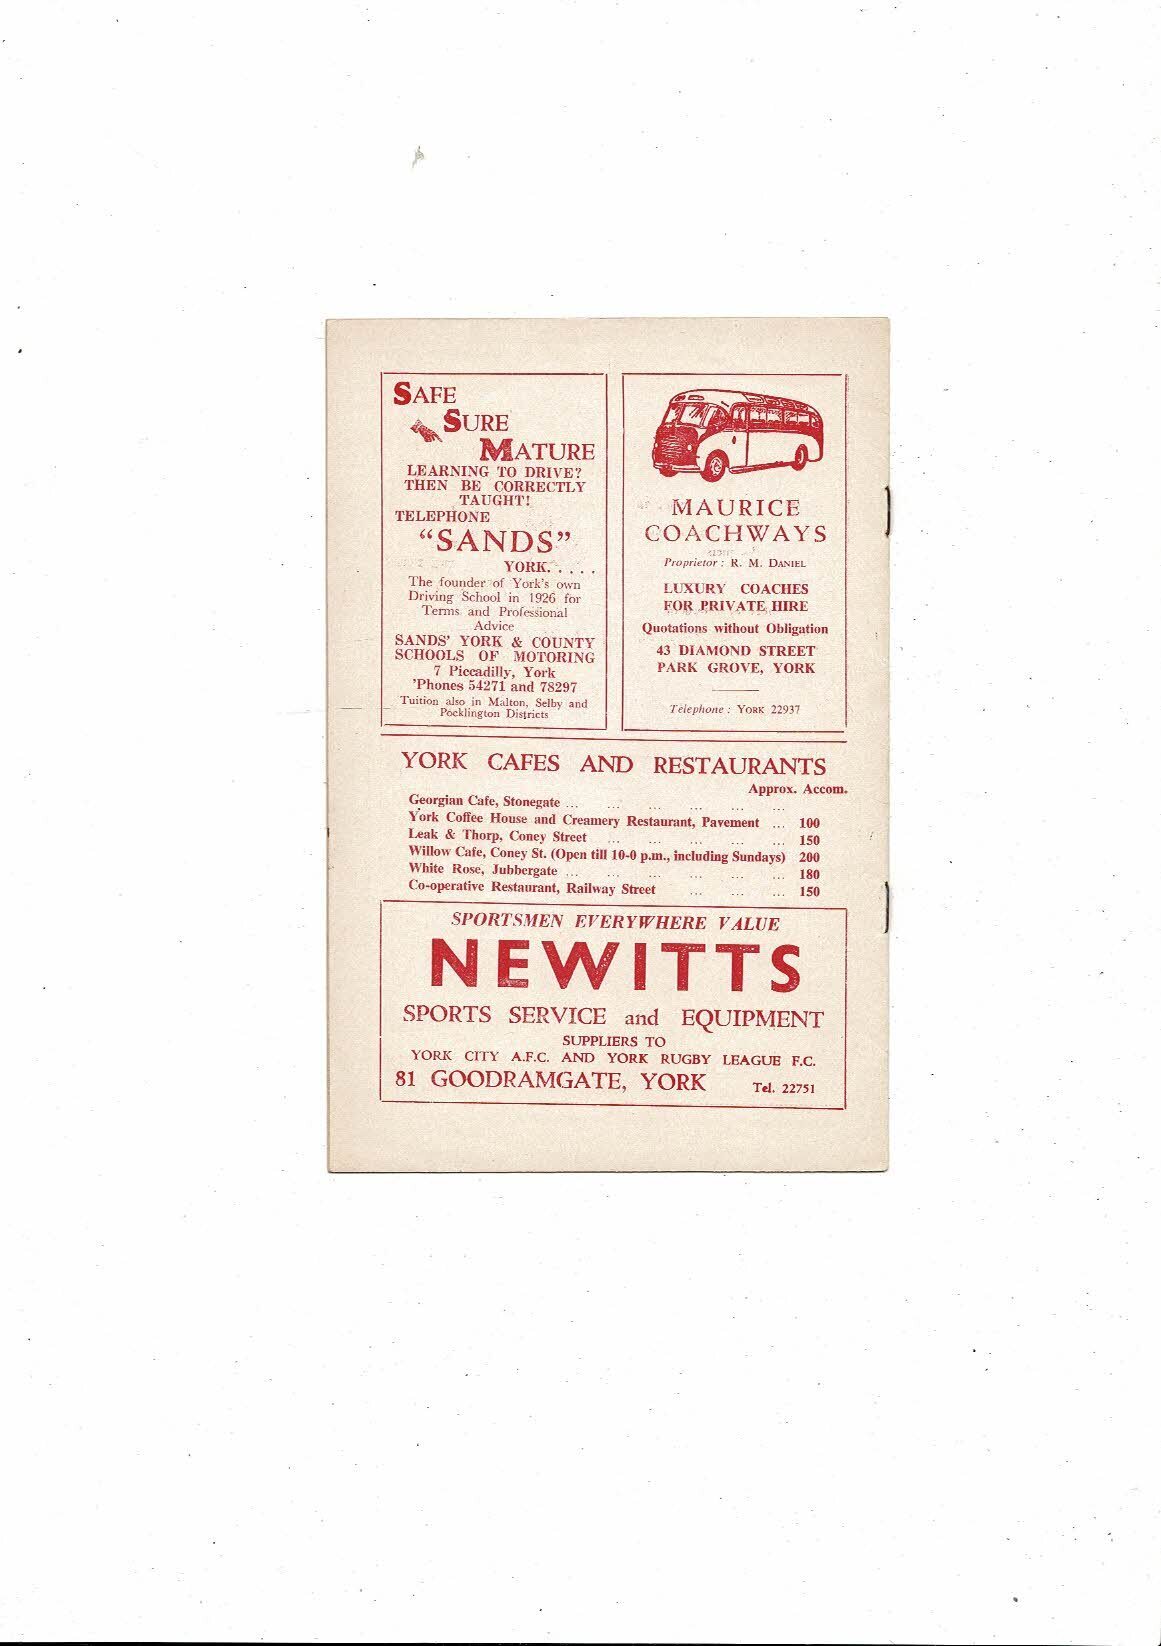 SAFE
SURE
MATURE
LEARNING TO DRIVE?
THEN BE CORRECTLY
TAUGHT!
TELEPHONE
"SANDS"
YORK. . . . .
The founder of York's own
Driving School in 1926 for
Terms and Professional
Advice
SANDS' YORK & COUNTY
SCHOOLS OF MOTORING
7 Piccadilly, York
'Phones 54271 and 78297
Tuition also in Malton, Selby and
Pocklington Districts
MAURICE
COACHWAYS
Proprietor : R. M. DANIEL
LUXURY COACHES
FOR PRIVATE HIRE
Quotations without Obligation
43 DIAMOND STREET
PARK GROVE, YORK
Telephone : YORK 22937
YORK CAFES AND RESTAURANTS
Approx. Accom.
Georgian Cafe, Stonegate ... ... ... ... ... ...
York Coffee House and Creamery Restaurant, Pavement ... 100
Leak & Thorp, Coney Street ... ... ... ... ... 150
Willow Cafe, Coney St. (Open till 10-0 p.m., including Sundays) 200
White Rose, Jubbergate ... ... ... ... ... ... 180
Co-operative Restaurant, Railway Street ... ... ... 150
SPORTSMEN EVERYWHERE VALUE
NEWITTS
SPORTS SERVICE and EQUIPMENT
SUPPLIERS TO
YORK CITY A.F.C. AND YORK RUGBY LEAGUE F.C.
81 GOODRAMGATE, YORK Tel. 22751